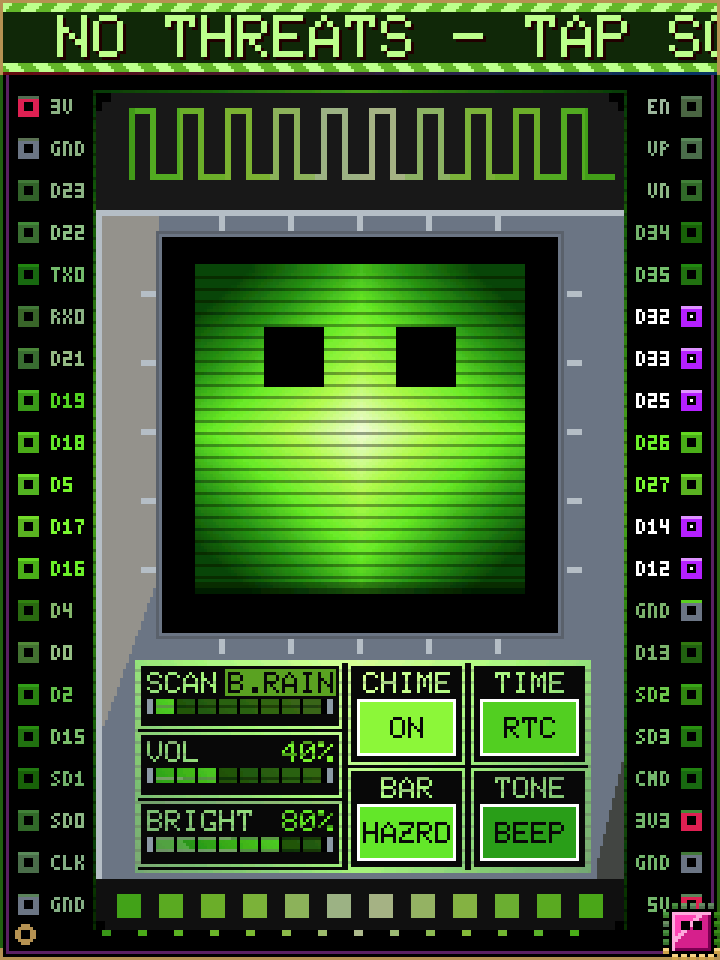 NO THREATS - TAP SC
3V
GND
D23
D22
TX0
RX0
D21
D19
D18
D5
D17
D16
D4
D0
D2
D15
SD1
SD0
CLK
GND
EN
VP
VN
D34
D35
D32
D33
D25
D26
D27
D14
D12
GND
D13
SD2
SD3
CMD
3V3
GND
5V
SCAN B.RAIN
VOL 40%
BRIGHT 80%
CHIME
ON
TIME
RTC
BAR
HAZRD
TONE
BEEP